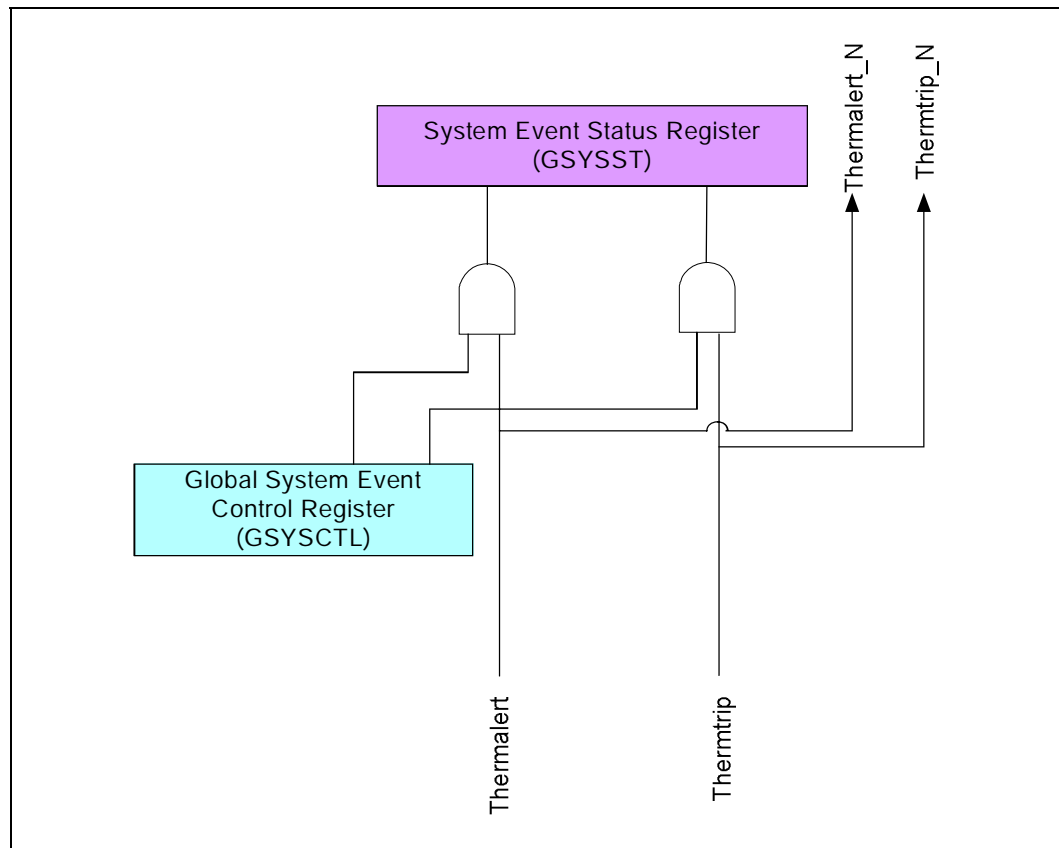 Thermalert_N
Thermtrip_N
System Event Status Register
(GSYSST)
Global System Event
Control Register
(GSYSCTL)
Thermalert
Thermtrip